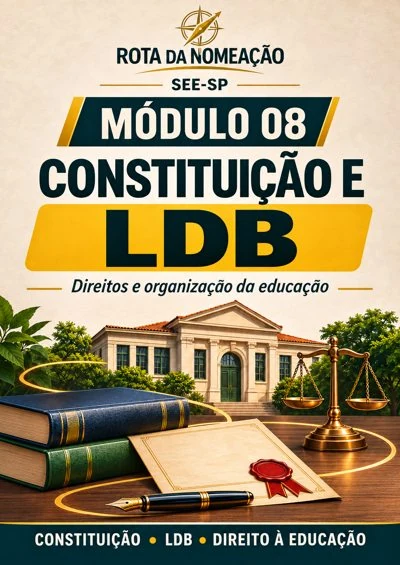 ROTA DA NOMEAÇÃO
SEE-SP
MÓDULO 08
CONSTITUIÇÃO E
LDB
Direitos e organização da educação
CONSTITUIÇÃO • LDB • DIREITO À EDUCAÇÃO